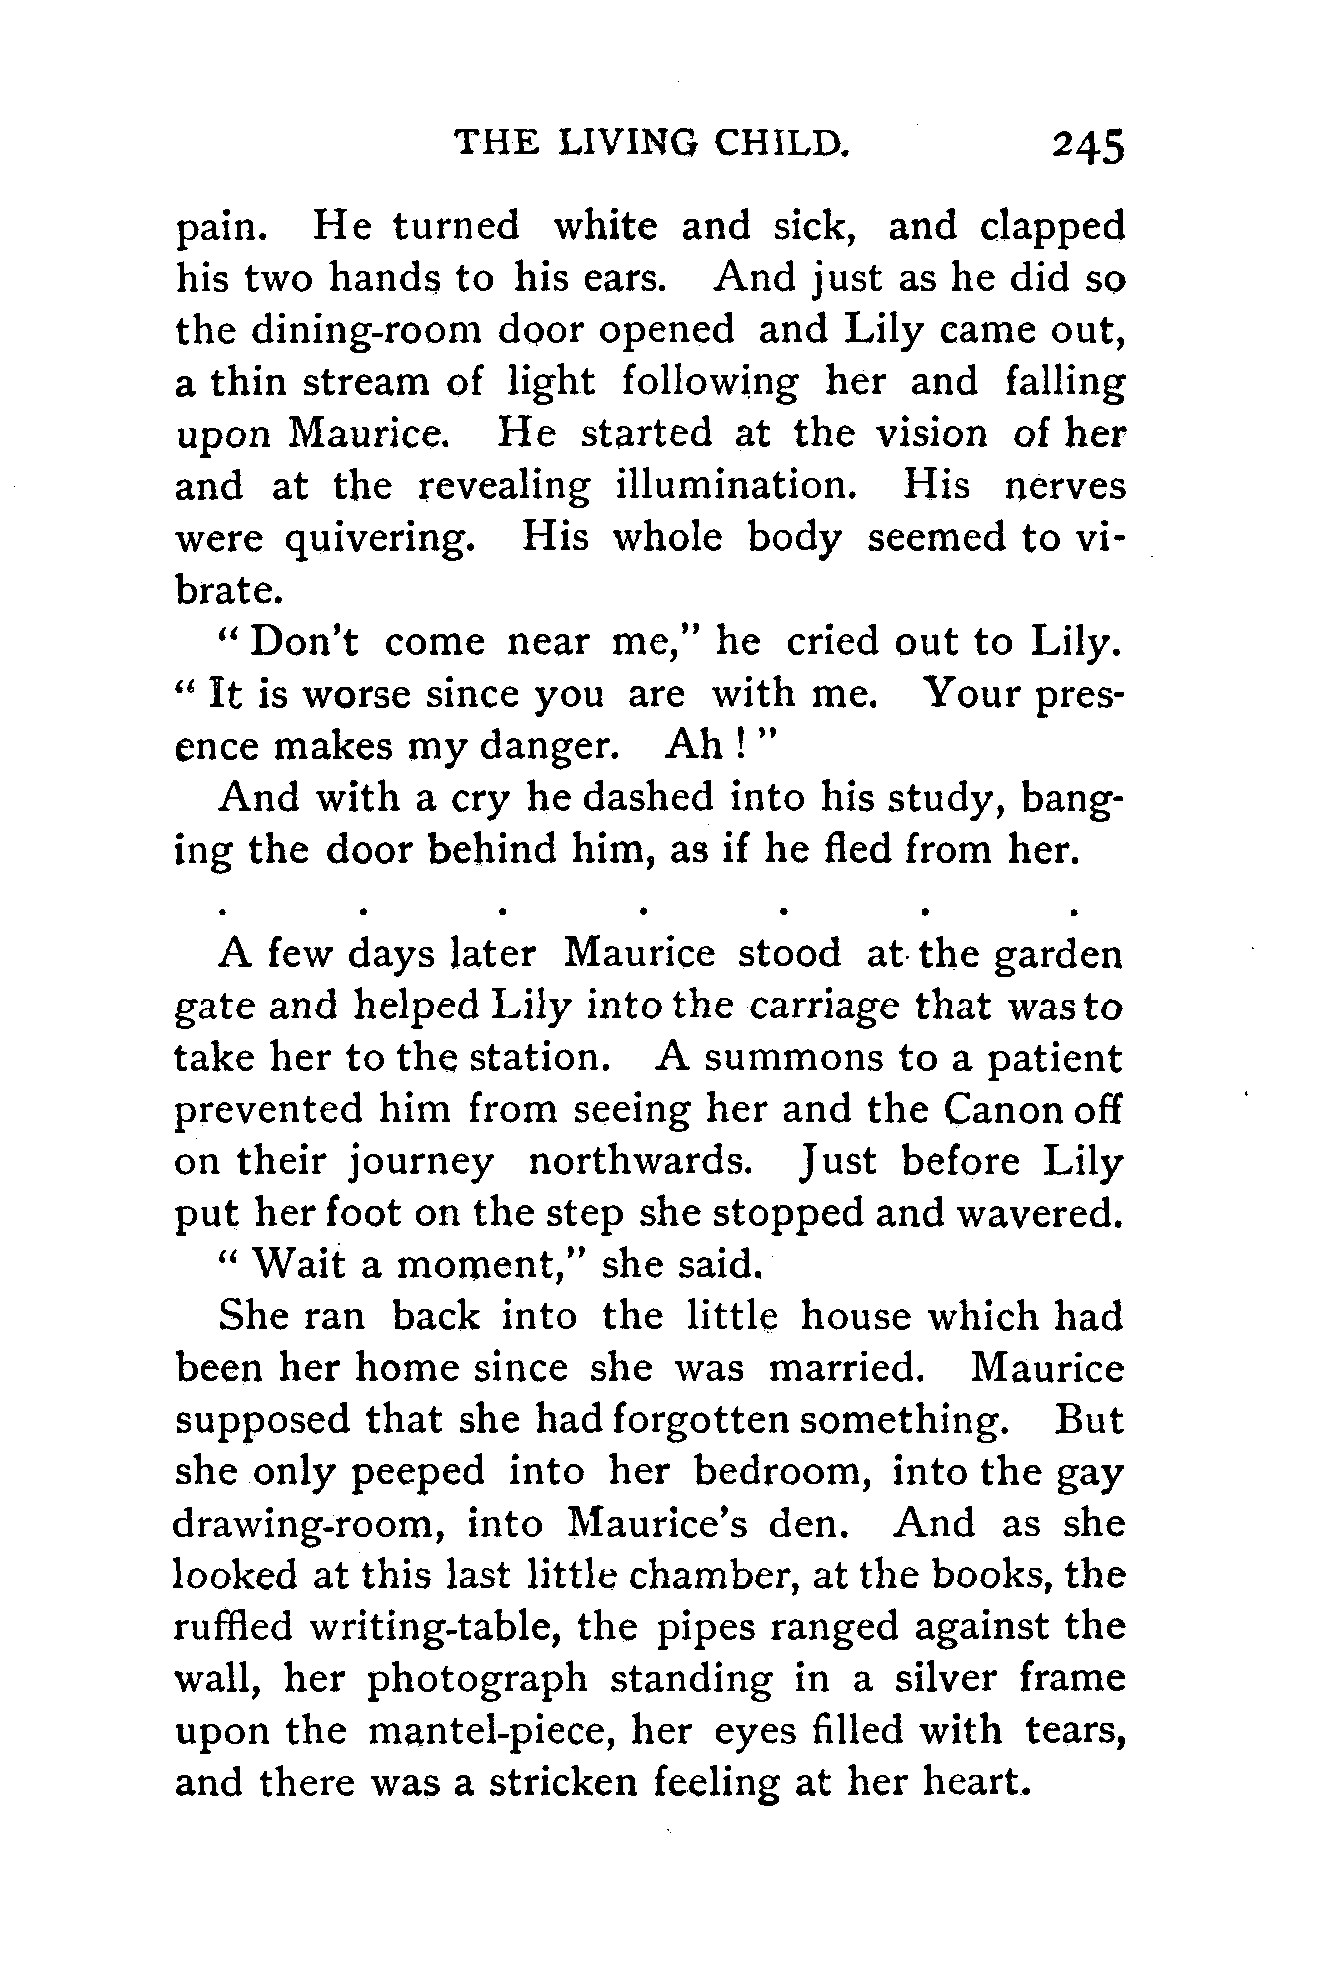 THE LIVING CHILD. 245
pain. He turned white and sick, and clapped
his two hands to his ears. And just as he did so
the dining-room door opened and Lily came out,
a thin stream of light following her and falling
upon Maurice. He started at the vision of her
and at the revealing illumination. His nerves
were quivering. His whole body seemed to vi-
brate.
“ Don’t come near me,” he cried out to Lily.
“ It is worse since you are with me. Your pres-
ence makes my danger. Ah ! ”
And with a cry he dashed into his study, bang-
ing the door behind him, as if he fled from her.
. . . . . . .
A few days later Maurice stood at the garden
gate and helped Lily into the carriage that was to
take her to the station. A summons to a patient
prevented him from seeing her and the Canon off
on their journey northwards. Just before Lily
put her foot on the step she stopped and wavered.
“ Wait a moment,” she said.
She ran back into the little house which had
been her home since she was married. Maurice
supposed that she had forgotten something. But
she only peeped into her bedroom, into the gay
drawing-room, into Maurice’s den. And as she
looked at this last little chamber, at the books, the
ruffled writing-table, the pipes ranged against the
wall, her photograph standing in a silver frame
upon the mantel-piece, her eyes filled with tears,
and there was a stricken feeling at her heart.